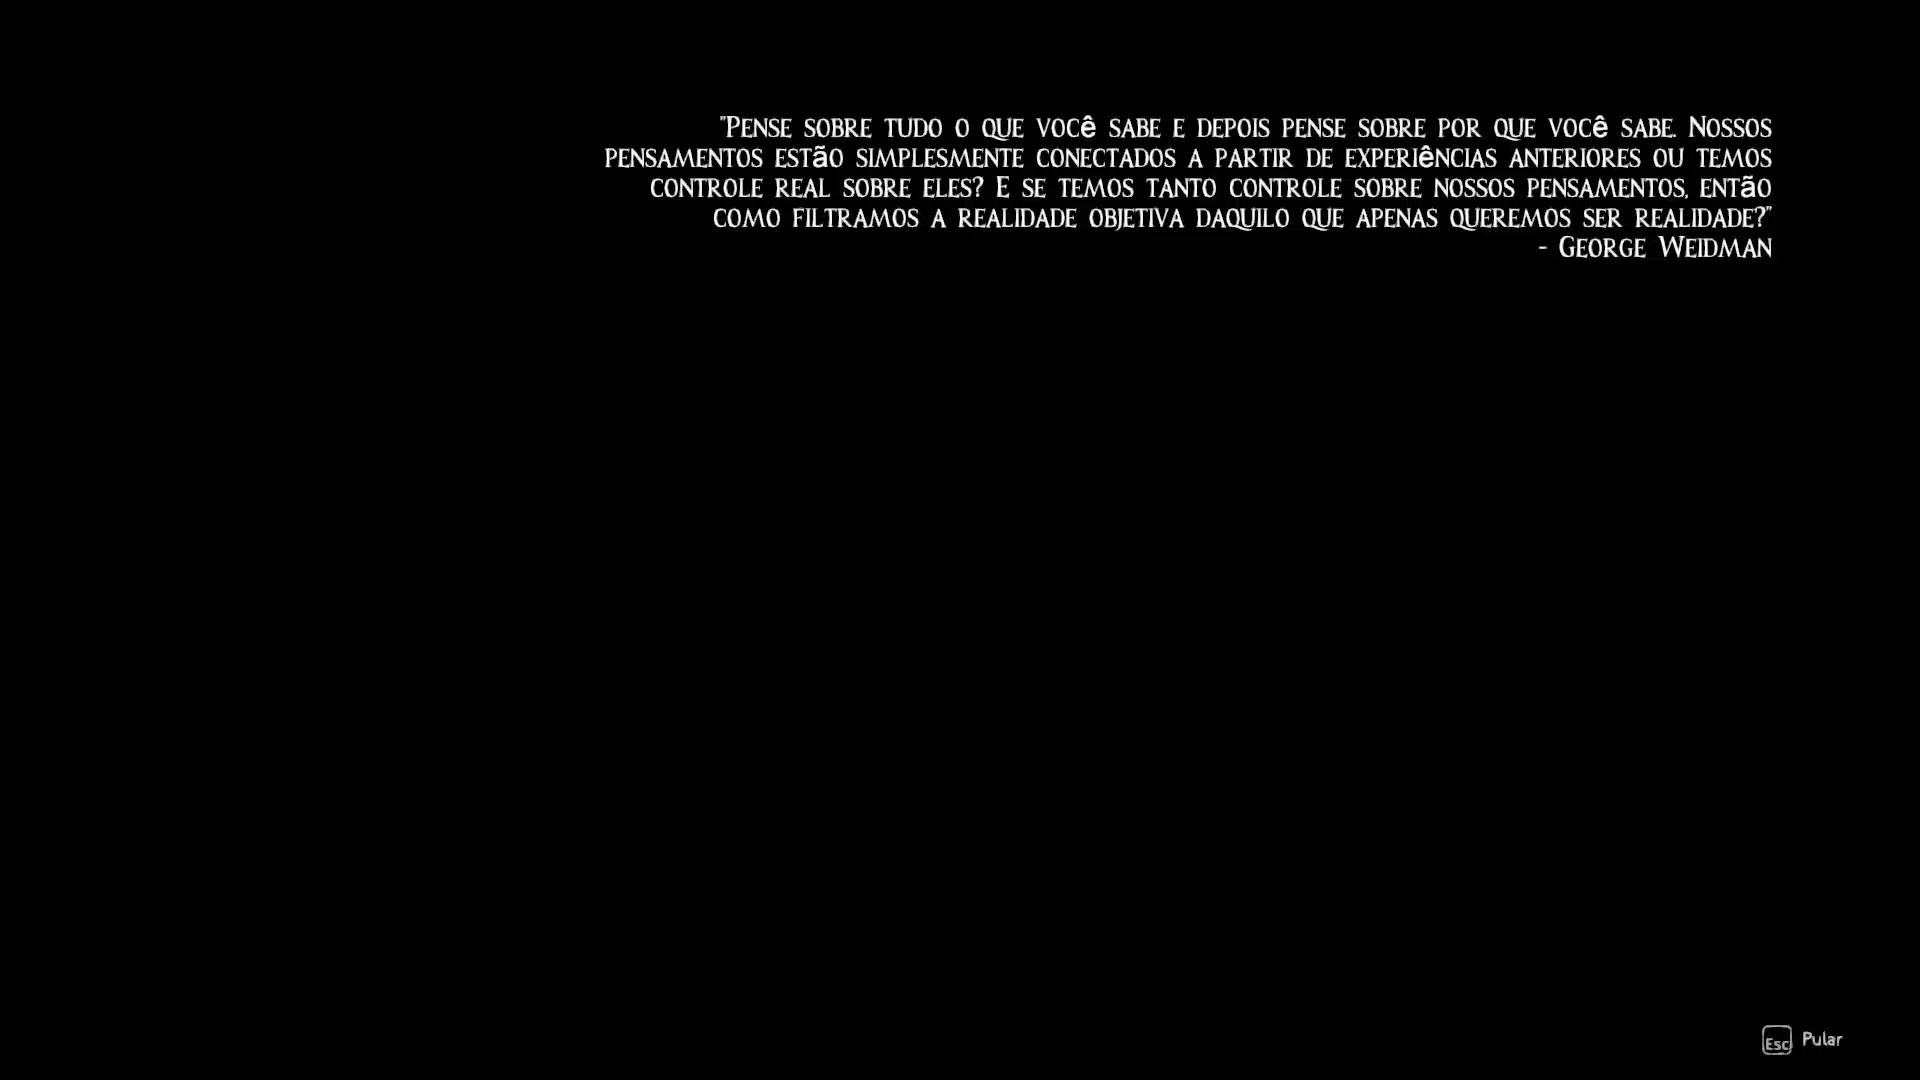 "Pense sobre tudo o que você sabe e depois pense sobre por que você sabe. Nossos
pensamentos estão simplesmente conectados a partir de experiências anteriores ou temos
controle real sobre eles? E se temos tanto controle sobre nossos pensamentos, então
como filtramos a realidade objetiva daquilo que apenas queremos ser realidade?"
- George Weidman
Esc Pular